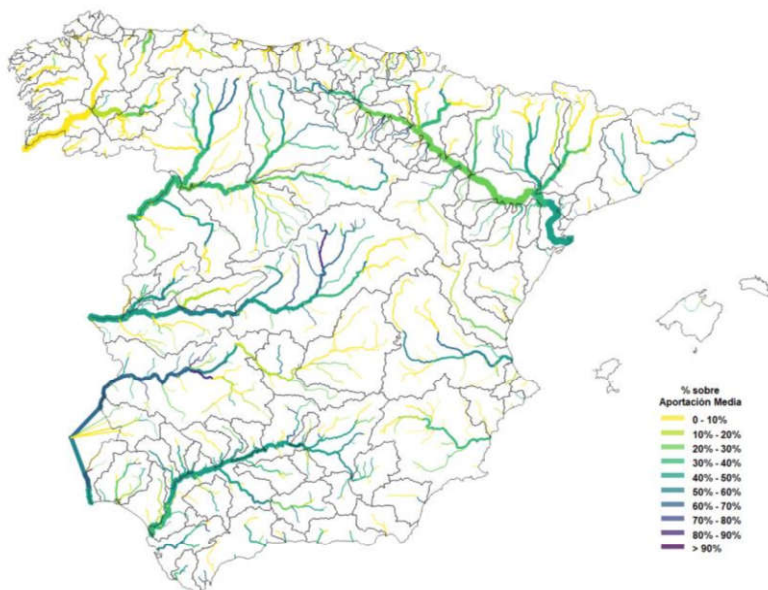 % sobre
Aportación Media
0 - 10%
10% - 20%
20% - 30%
30% - 40%
40% - 50%
50% - 60%
60% - 70%
70% - 80%
80% - 90%
> 90%